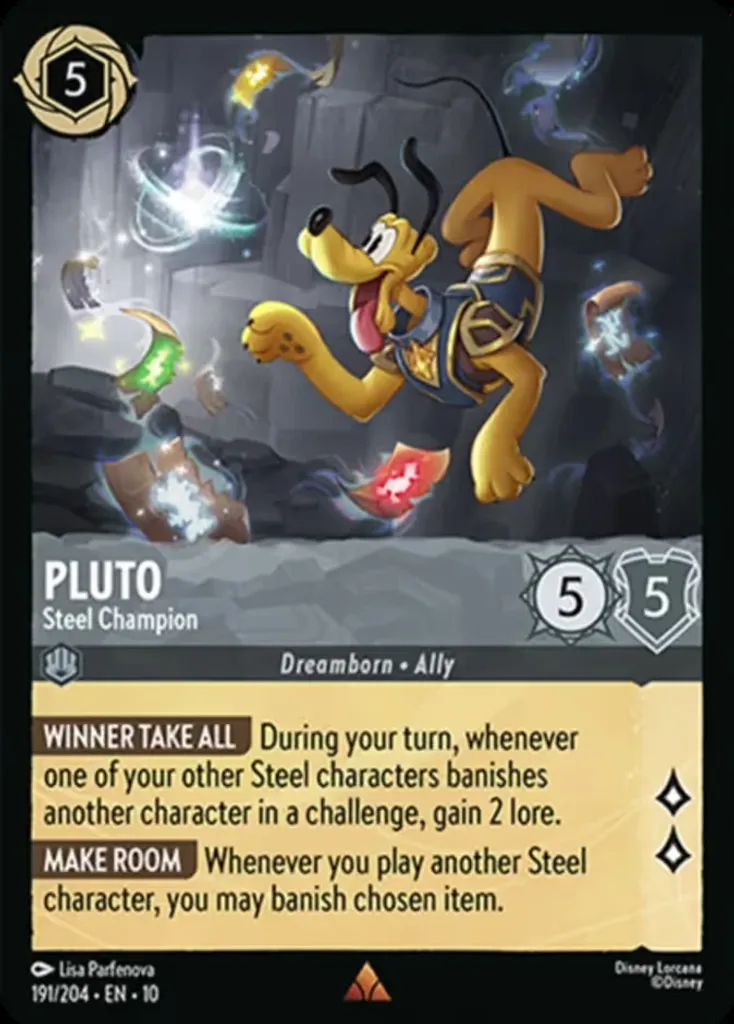 5
PLUTO
Steel Champion
5 5
Dreamborn • Ally
WINNER TAKE ALL During your turn, whenever
one of your other Steel characters banishes
another character in a challenge, gain 2 lore.
MAKE ROOM Whenever you play another Steel
character, you may banish chosen item.
Lisa Parfenova
Disney Lorcana
191/204 • EN • 10
©Disney